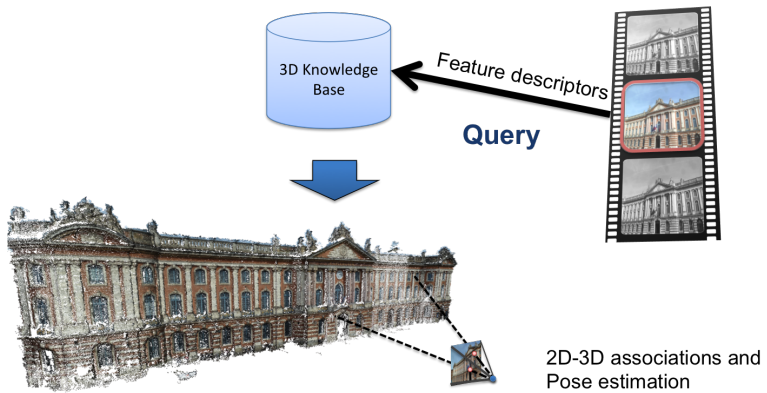 3D Knowledge
Base
Feature descriptors
Query
2D-3D associations and
Pose estimation